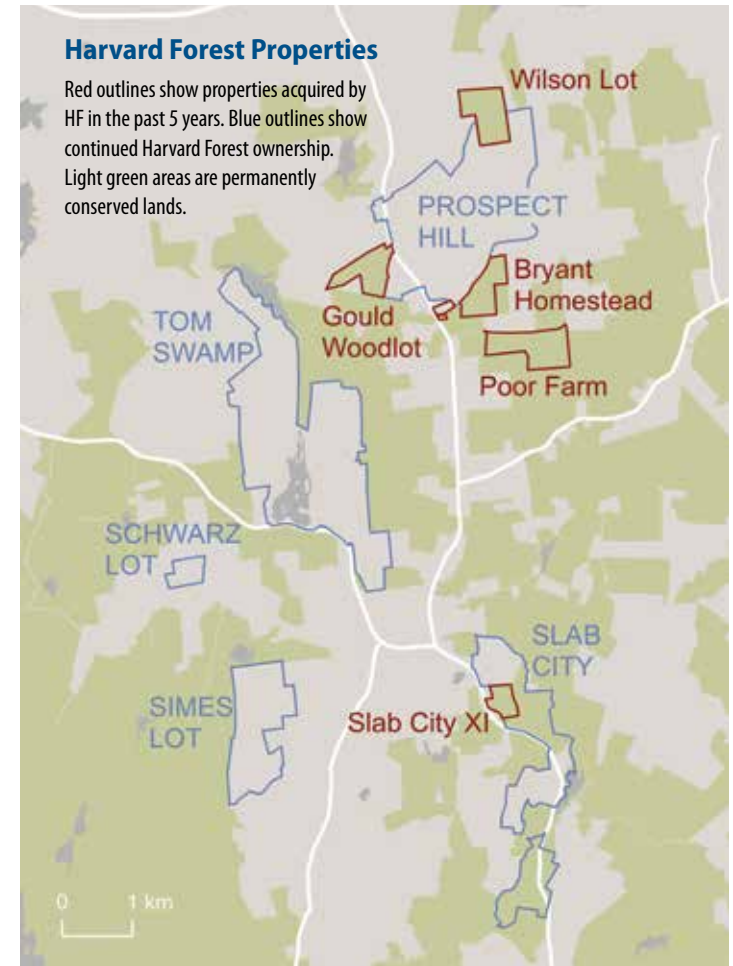 Harvard Forest Properties
Red outlines show properties acquired by
HF in the past 5 years. Blue outlines show
continued Harvard Forest ownership.
Light green areas are permanently
conserved lands.
Wilson Lot
PROSPECT
HILL
Bryant
Homestead
Gould
Woodlot
TOM
SWAMP
Poor Farm
SCHWARZ
LOT
SLAB
CITY
SIMES
LOT
Slab City XI
0 1 km